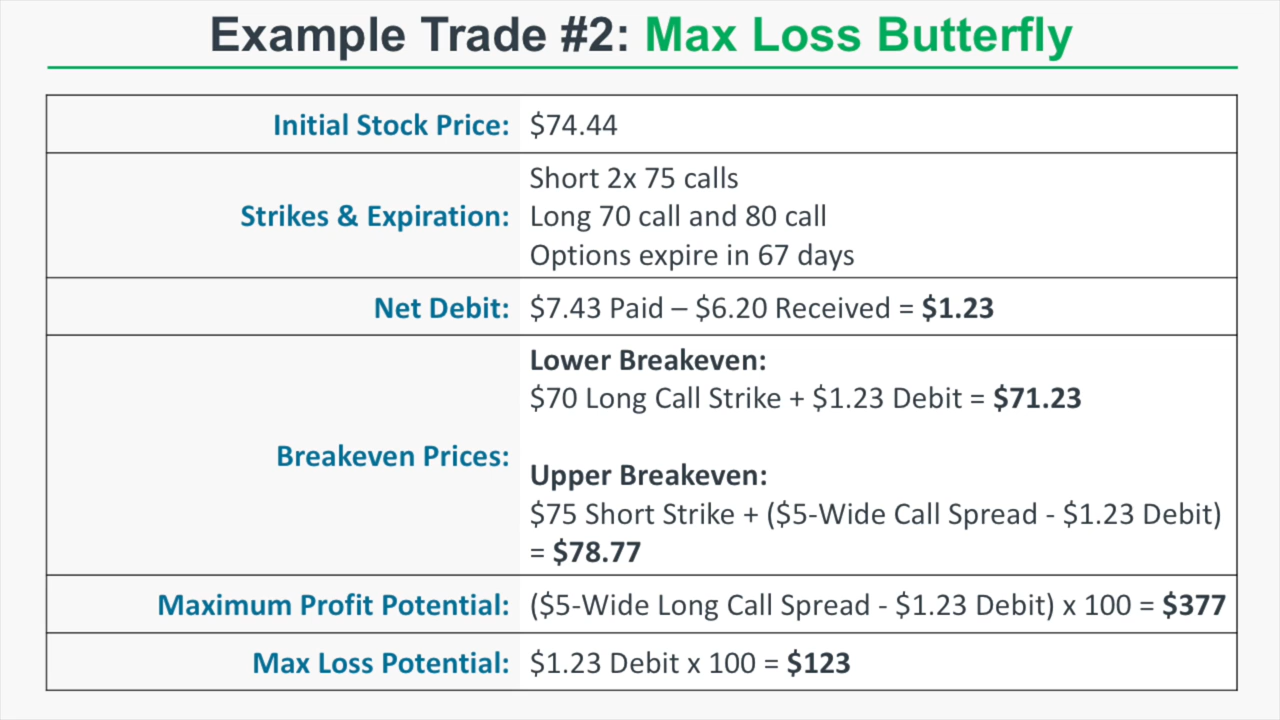 Example Trade #2: Max Loss Butterfly
Initial Stock Price: $74.44
Strikes & Expiration:
Short 2x 75 calls
Long 70 call and 80 call
Options expire in 67 days
Net Debit: $7.43 Paid – $6.20 Received = $1.23
Breakeven Prices:
Lower Breakeven:
$70 Long Call Strike + $1.23 Debit = $71.23
Upper Breakeven:
$75 Short Strike + ($5-Wide Call Spread - $1.23 Debit)
= $78.77
Maximum Profit Potential: ($5-Wide Long Call Spread - $1.23 Debit) x 100 = $377
Max Loss Potential: $1.23 Debit x 100 = $123